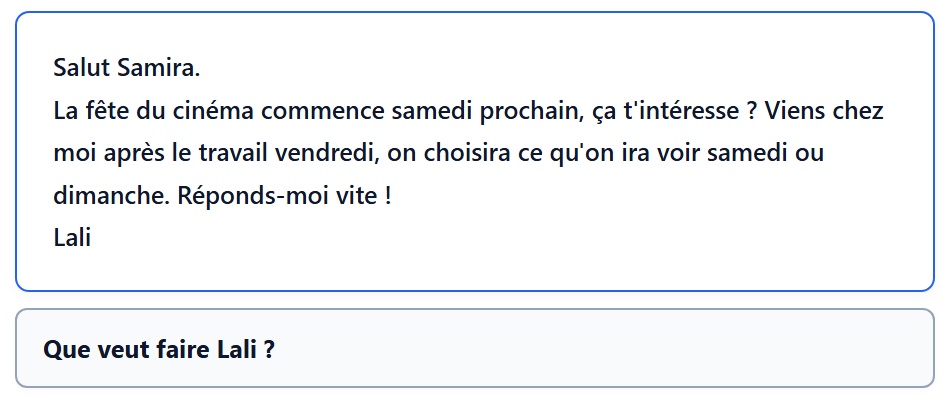 Salut Samira.
La fête du cinéma commence samedi prochain, ça t'intéresse ? Viens chez
moi après le travail vendredi, on choisira ce qu'on ira voir samedi ou
dimanche. Réponds-moi vite !
Lali
Que veut faire Lali ?